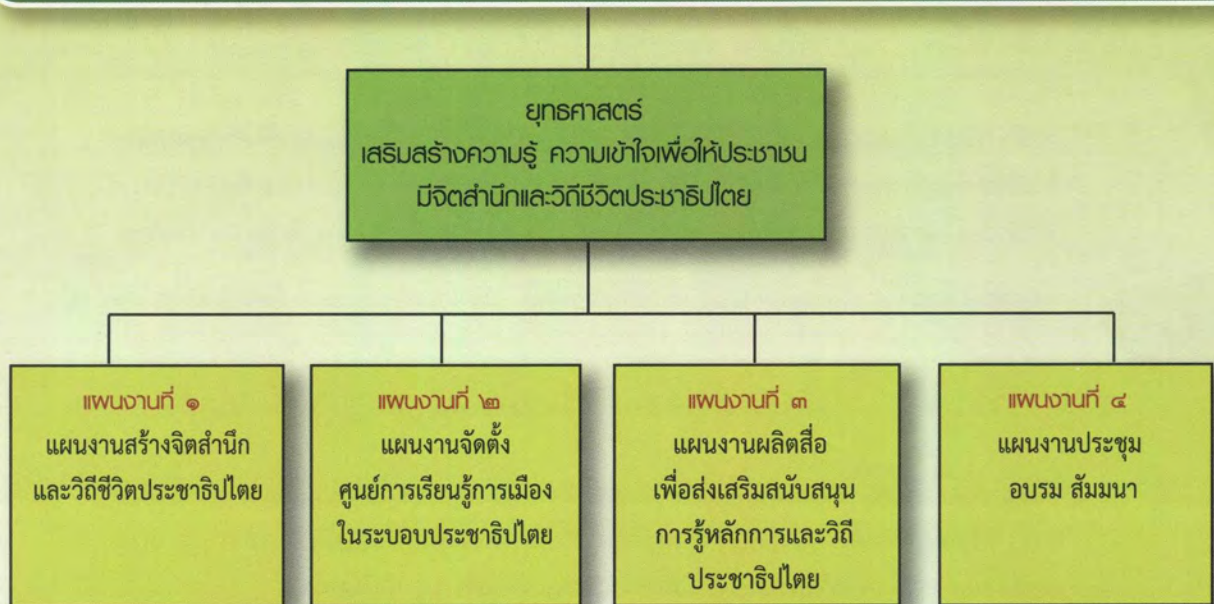 ยุทธศาสตร์
เสริมสร้างความรู้ ความเข้าใจเพื่อให้ประชาชน
มีจิตสำนึกและวิถีชีวิตประชาธิปไตย
แผนงานที่ ๑
แผนงานสร้างจิตสำนึก
และวิถีชีวิตประชาธิปไตย
แผนงานที่ ๒
แผนงานจัดตั้ง
ศูนย์การเรียนรู้การเมือง
ในระบอบประชาธิปไตย
แผนงานที่ ๓
แผนงานผลิตสื่อ
เพื่อส่งเสริมสนับสนุน
การรู้หลักการและวิถี
ประชาธิปไตย
แผนงานที่ ๔
แผนงานประชุม
อบรม สัมมนา